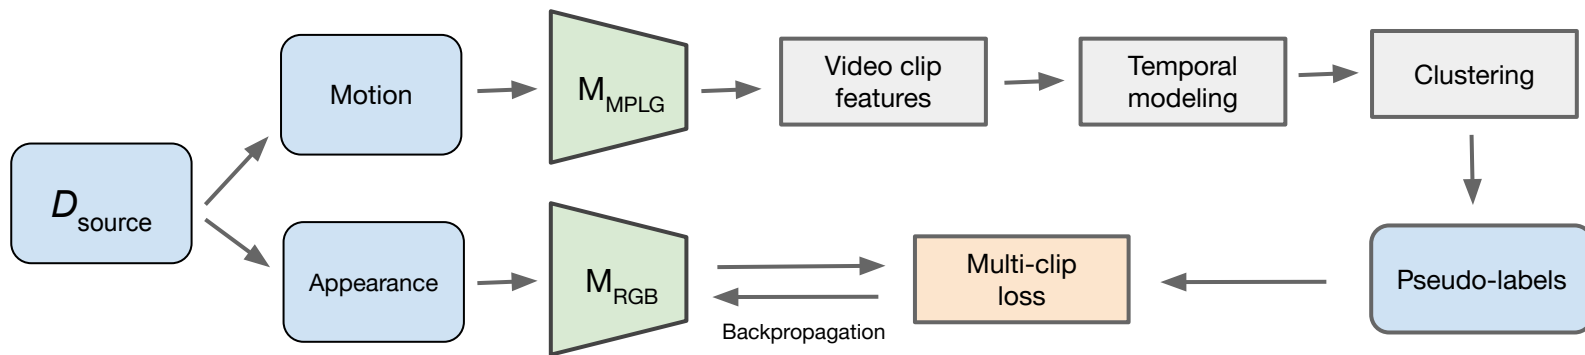 Motion
M_MPLG
Video clip
features
Temporal
modeling
Clustering
D_source
Appearance
M_RGB
Backpropagation
Multi-clip
loss
Pseudo-labels